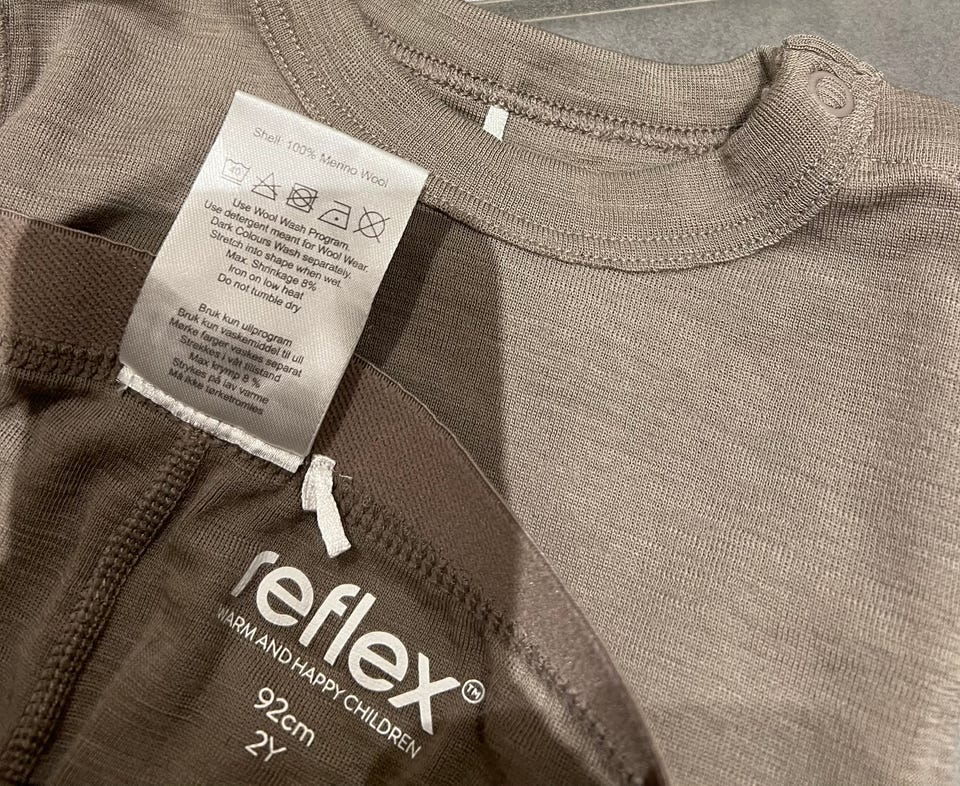 Shell: 100% Merino Wool
40
Use Wool Wash Program.
Use detergent meant for Wool Wear.
Dark Colours Wash separately.
Stretch into shape when wet.
Max. Shrinkage 8%
Iron on low heat
Do not tumble dry
Bruk kun ullprogram
Bruk kun vaskemiddel til ull
Mørke farger vaskes separat
Strekkes i våt tilstand
Max krymp 8 %
Strykes på lav varme
Må ikke tørketromles
reflex™
WARM AND HAPPY CHILDREN
92cm
2Y